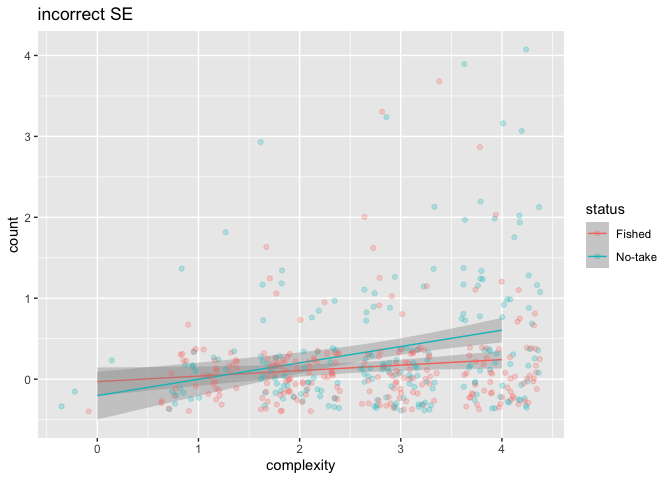 incorrect SE
4
3
2
1
0
count
0 1 2 3 4
complexity
status
Fished
No-take